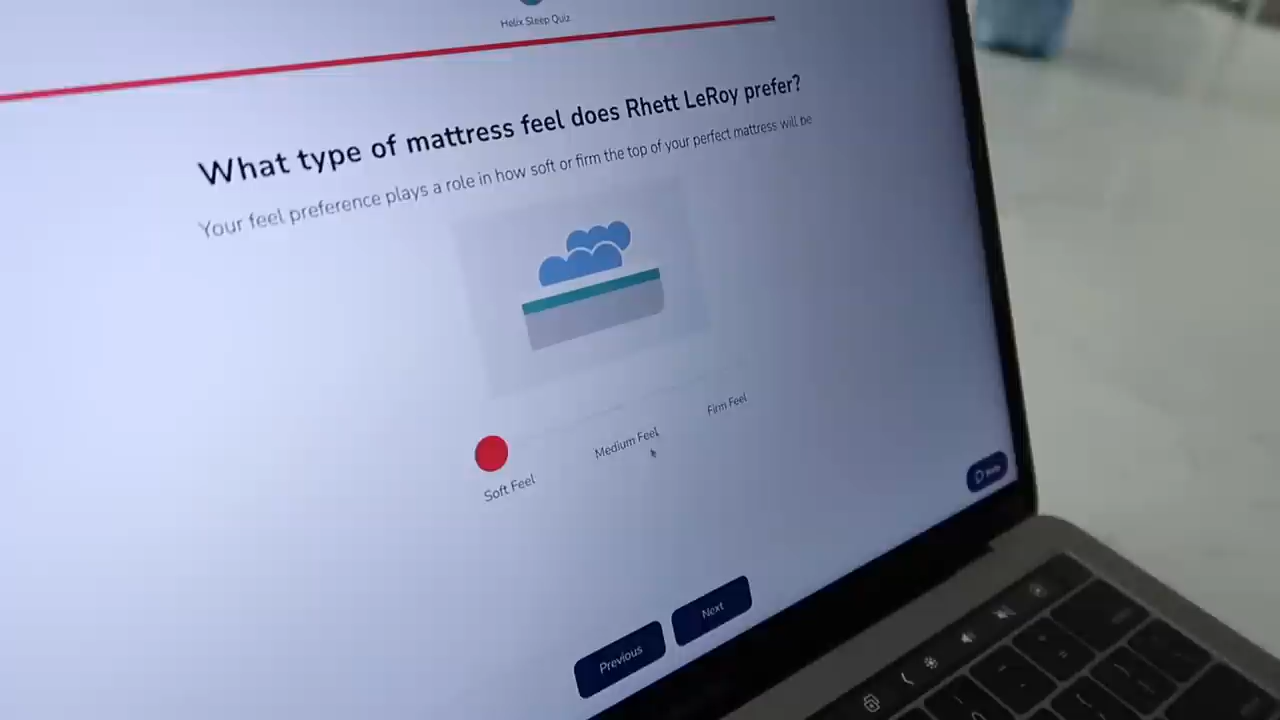 Helix Sleep Quiz
What type of mattress feel does Rhett LeRoy prefer?
Your feel preference plays a role in how soft or firm the top of your perfect mattress will be
Firm Feel
Medium Feel
Soft Feel
Next
Previous